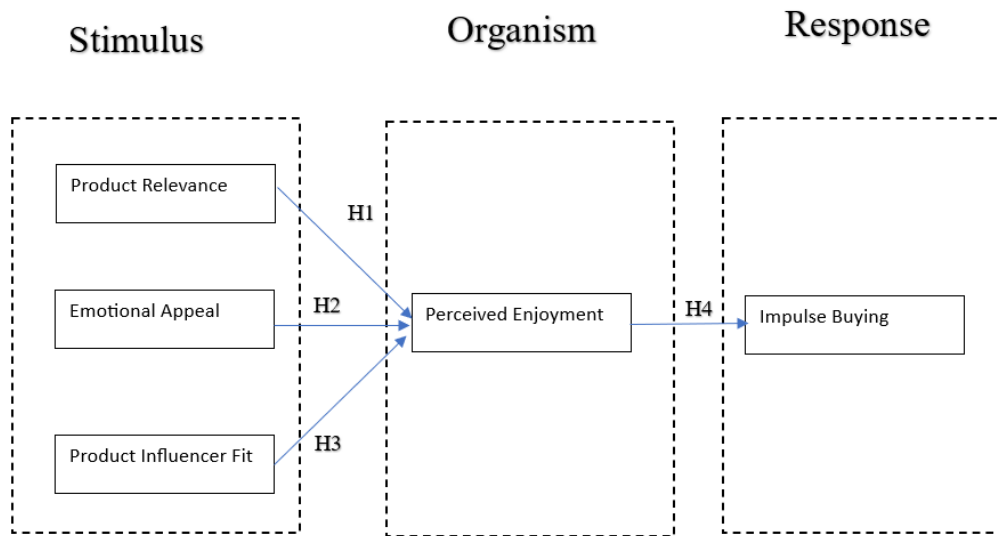 Stimulus
Organism
Response
Product Relevance
H1
Emotional Appeal
H2
Perceived Enjoyment
H4
Impulse Buying
Product Influencer Fit
H3